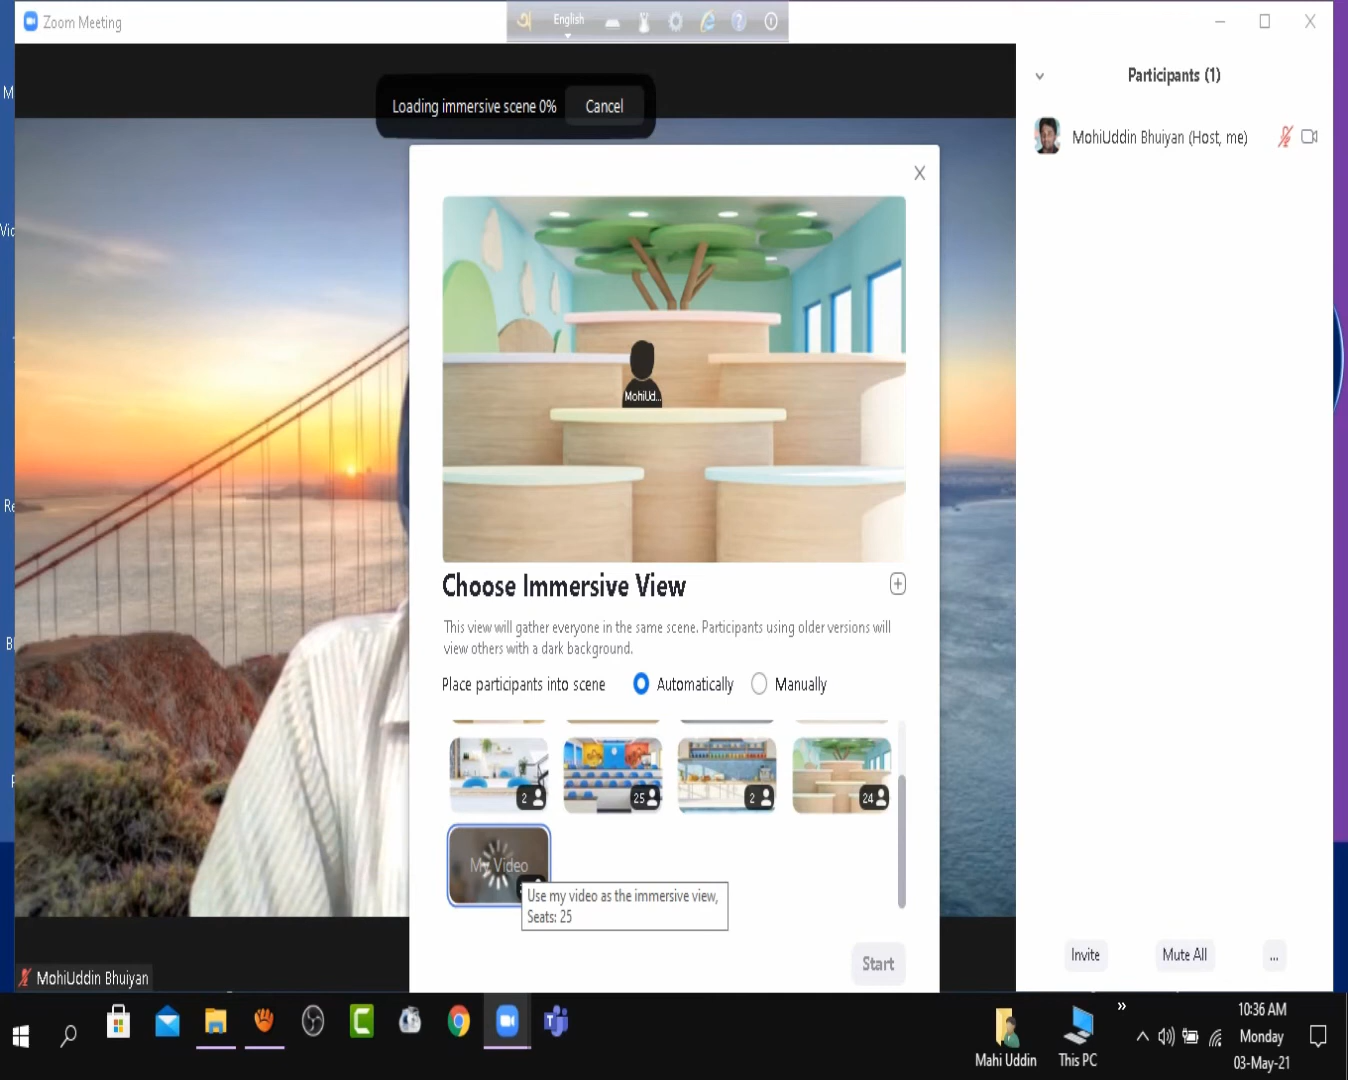 Zoom Meeting
অ
English
Loading immersive scene 0%
Cancel
Participants (1)
MohiUddin Bhuiyan (Host, me)
MohiUd...
Choose Immersive View
This view will gather everyone in the same scene. Participants using older versions will
view others with a dark background.
Place participants into scene
Automatically
Manually
2
25
2
24
My Video
Use my video as the immersive view,
Seats: 25
Start
Invite
Mute All
...
MohiUddin Bhuiyan
Mahi Uddin
This PC
10:36 AM
Monday
03-May-21